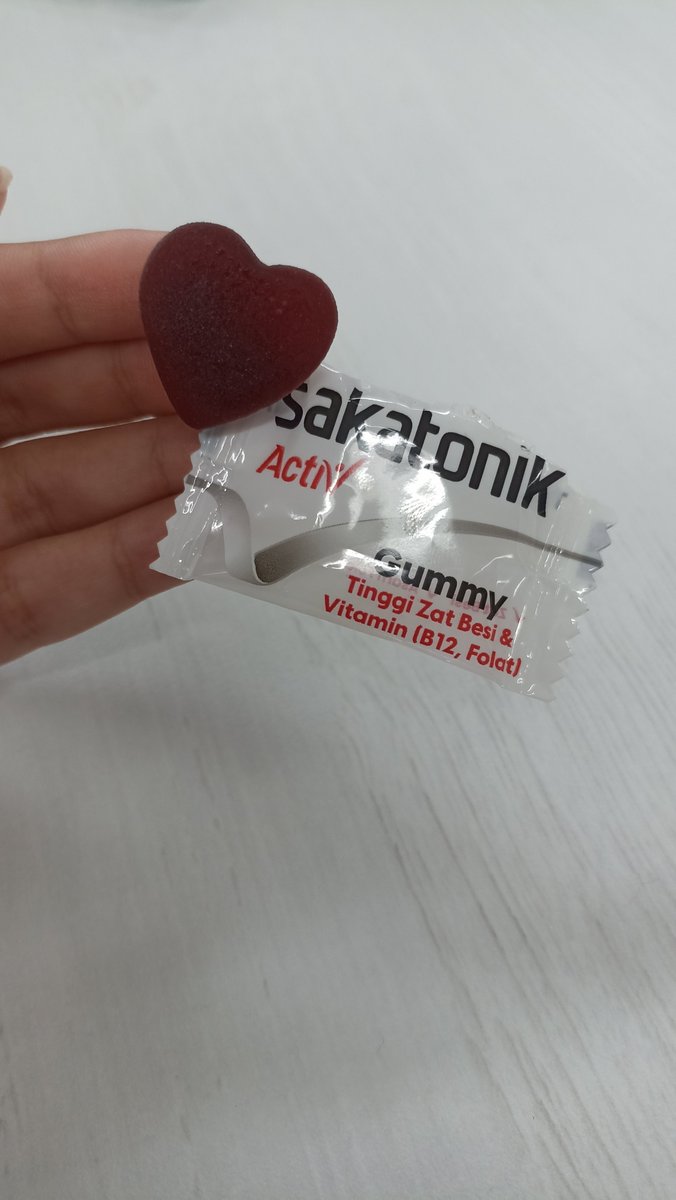 sakatonik
Activ
Gummy
Tinggi Zat Besi &
Vitamin (B12, Folat)